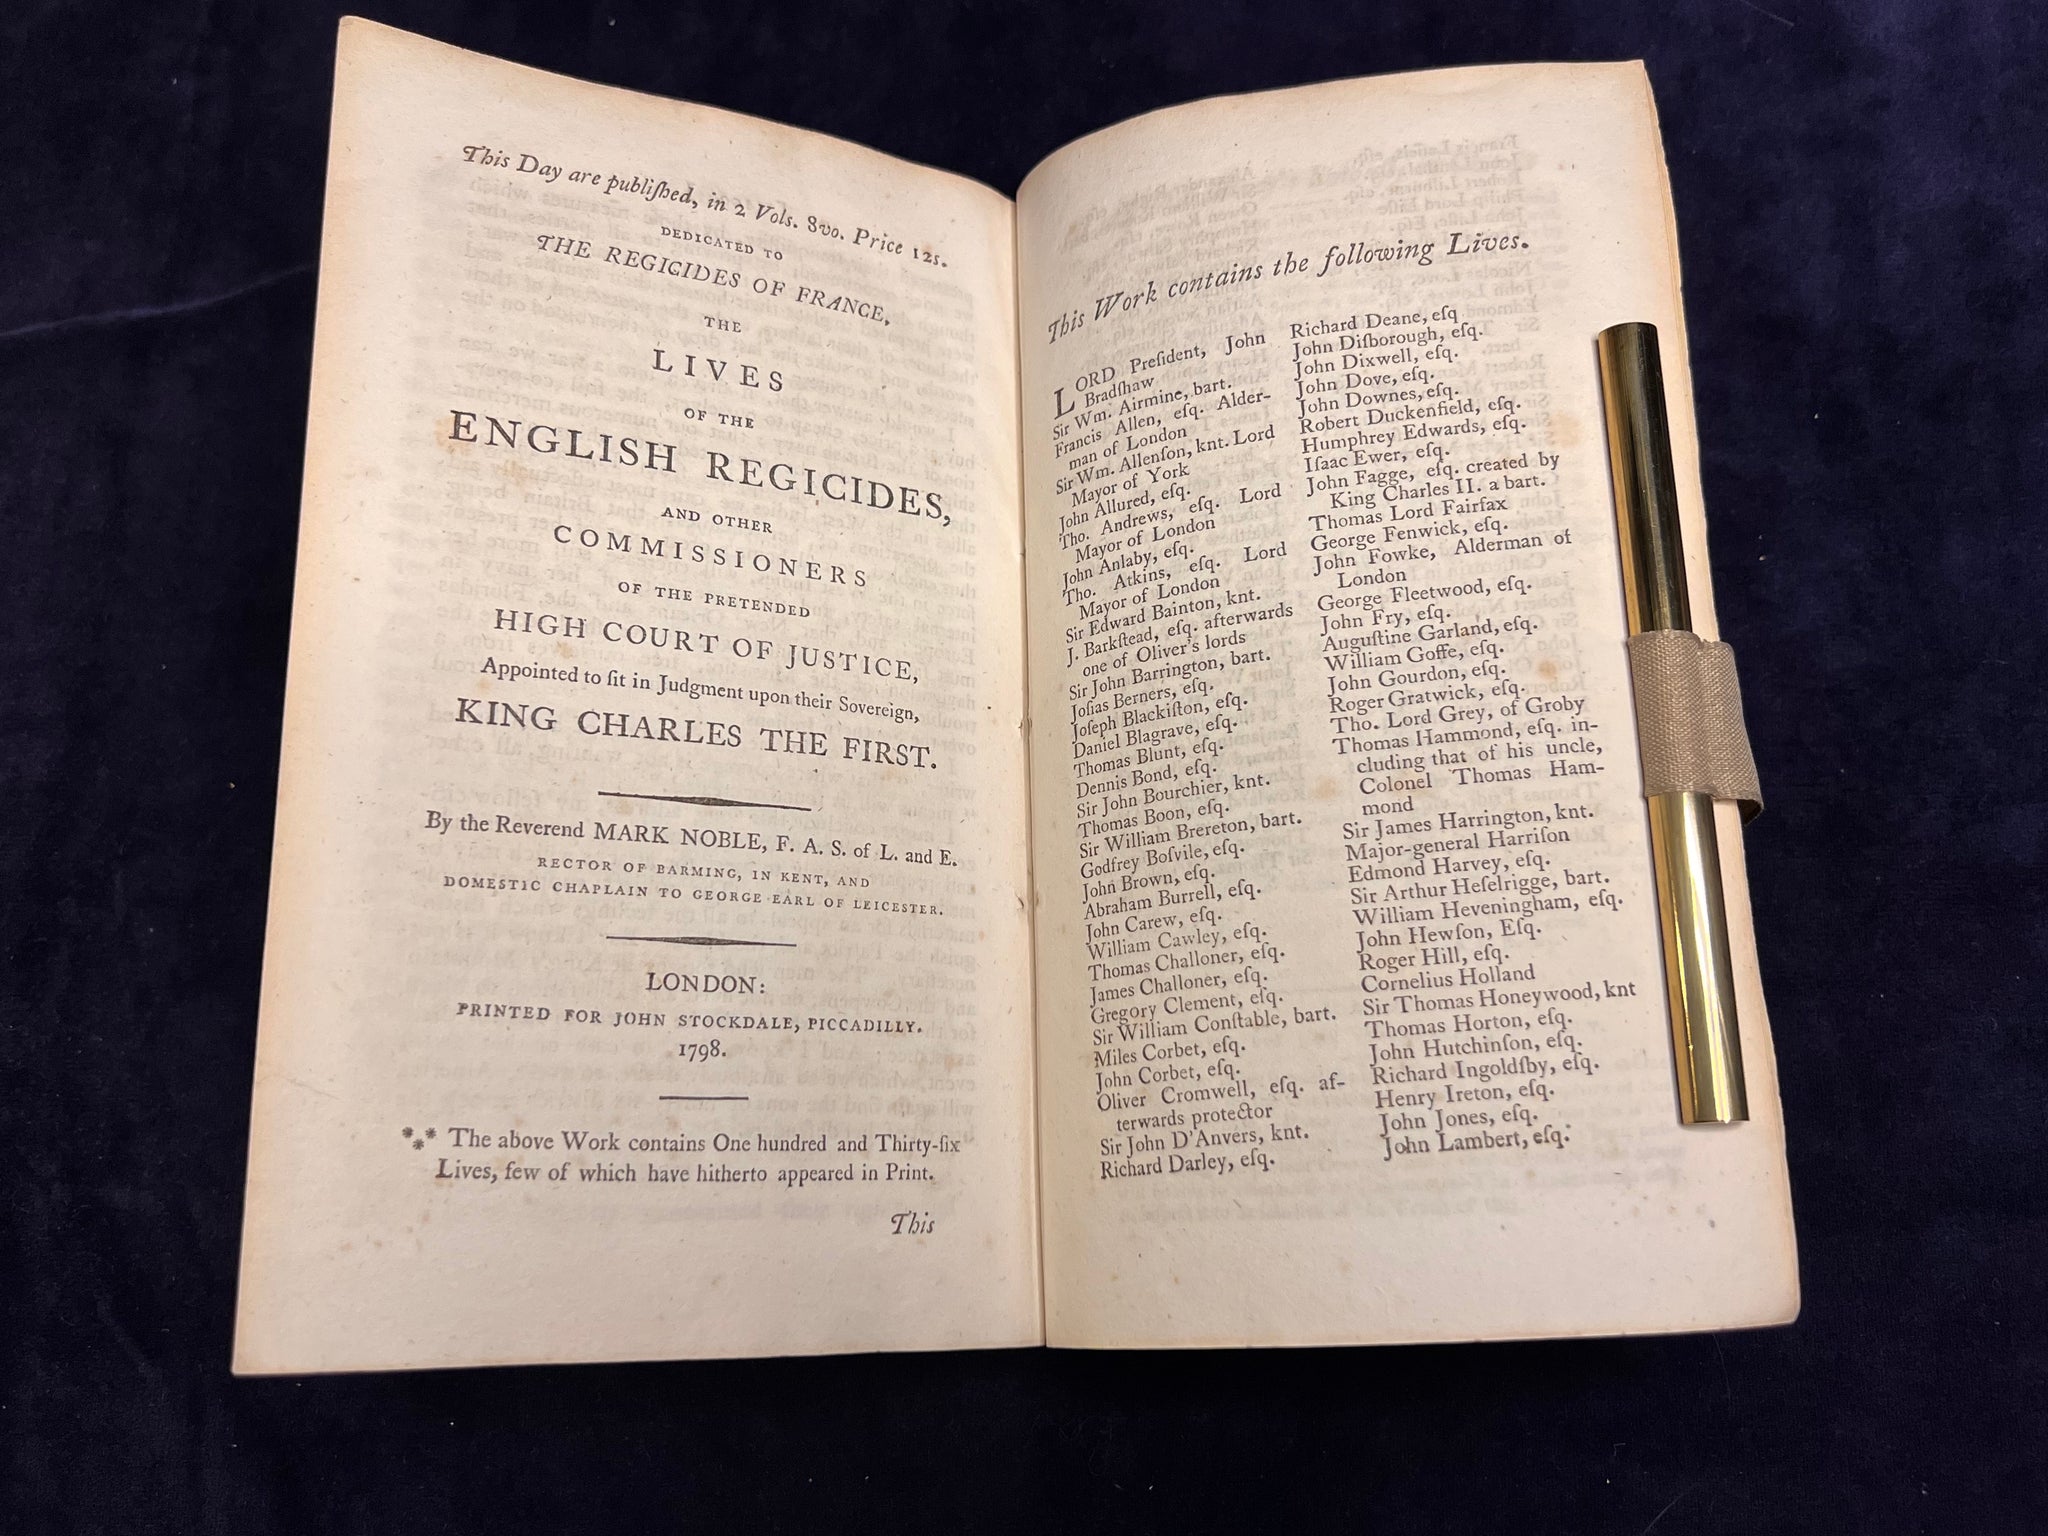 This Day are publiſhed, in 2 Vols. 8vo. Price 12s.
DEDICATED TO
THE REGICIDES OF FRANCE,
THE
LIVES
OF THE
ENGLISH REGICIDES,
AND OTHER
COMMISSIONERS
OF THE PRETENDED
HIGH COURT OF JUSTICE,
Appointed to ſit in Judgment upon their Sovereign,
KING CHARLES THE FIRST.
By the Reverend MARK NOBLE, F. A. S. of L. and E.
RECTOR OF BARMING, IN KENT, AND
DOMESTIC CHAPLAIN TO GEORGE EARL OF LEICESTER.
LONDON:
PRINTED FOR JOHN STOCKDALE, PICCADILLY.
1798.
*⁎* The above Work contains One hundred and Thirty-ſix
Lives, few of which have hitherto appeared in Print.
This
This Work contains the following Lives.
LORD Preſident, John
Bradſhaw
Sir Wm. Airmine, bart.
Francis Allen, eſq. Alder-
man of London
Sir Wm. Allenſon, knt. Lord
Mayor of York
John Allured, eſq.
Tho. Andrews, eſq. Lord
Mayor of London
John Anlaby, eſq.
Tho. Atkins, eſq. Lord
Mayor of London
Sir Edward Bainton, knt.
J. Barkſtead, eſq. afterwards
one of Oliver's lords
Sir John Barrington, bart.
Joſias Berners, eſq.
Joſeph Blackiſton, eſq.
Daniel Blagrave, eſq.
Thomas Blunt, eſq.
Dennis Bond, eſq.
Sir John Bourchier, knt.
Thomas Boon, eſq.
Sir William Brereton, bart.
Godfrey Boſvile, eſq.
John Brown, eſq.
Abraham Burrell, eſq.
John Carew, eſq.
William Cawley, eſq.
Thomas Challoner, eſq.
James Challoner, eſq.
Gregory Clement, eſq.
Sir William Conſtable, bart.
Miles Corbet, eſq.
John Corbet, eſq.
Oliver Cromwell, eſq. af-
terwards protector
Sir John D'Anvers, knt.
Richard Darley, eſq.
Richard Deane, eſq
John Diſborough, eſq.
John Dixwell, eſq.
John Dove, eſq.
John Downes, eſq.
Robert Duckenfield, eſq.
Humphrey Edwards, eſq.
Iſaac Ewer, eſq.
John Fagge, eſq. created by
King Charles II. a bart.
Thomas Lord Fairfax
George Fenwick, eſq.
John Fowke, Alderman of
London
George Fleetwood, eſq.
John Fry, eſq.
Auguſtine Garland, eſq.
William Goffe, eſq.
John Gourdon, eſq.
Roger Gratwick, eſq.
Tho. Lord Grey, of Groby
Thomas Hammond, eſq. in-
cluding that of his uncle,
Colonel Thomas Ham-
mond
Sir James Harrington, knt.
Major-general Harriſon
Edmond Harvey, eſq.
Sir Arthur Heſelrigge, bart.
William Heveningham, eſq.
John Hewſon, Eſq.
Roger Hill, eſq.
Cornelius Holland
Sir Thomas Honeywood, knt
Thomas Horton, eſq.
John Hutchinſon, eſq.
Richard Ingoldſby, eſq.
Henry Ireton, eſq.
John Jones, eſq.
John Lambert, eſq.